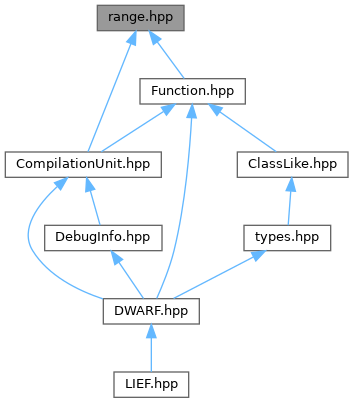 range.hpp
Function.hpp
CompilationUnit.hpp
ClassLike.hpp
DebugInfo.hpp
types.hpp
DWARF.hpp
LIEF.hpp